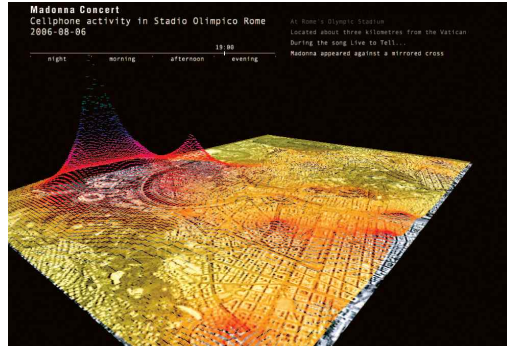 Madonna Concert
Cellphone activity in Stadio Olimpico Rome
2006-08-06
19:00
night morning afternoon evening
At Rome's Olympic Stadium
Located about three kilometres from the Vatican
During the song Live to Tell...
Madonna appeared against a mirrored cross